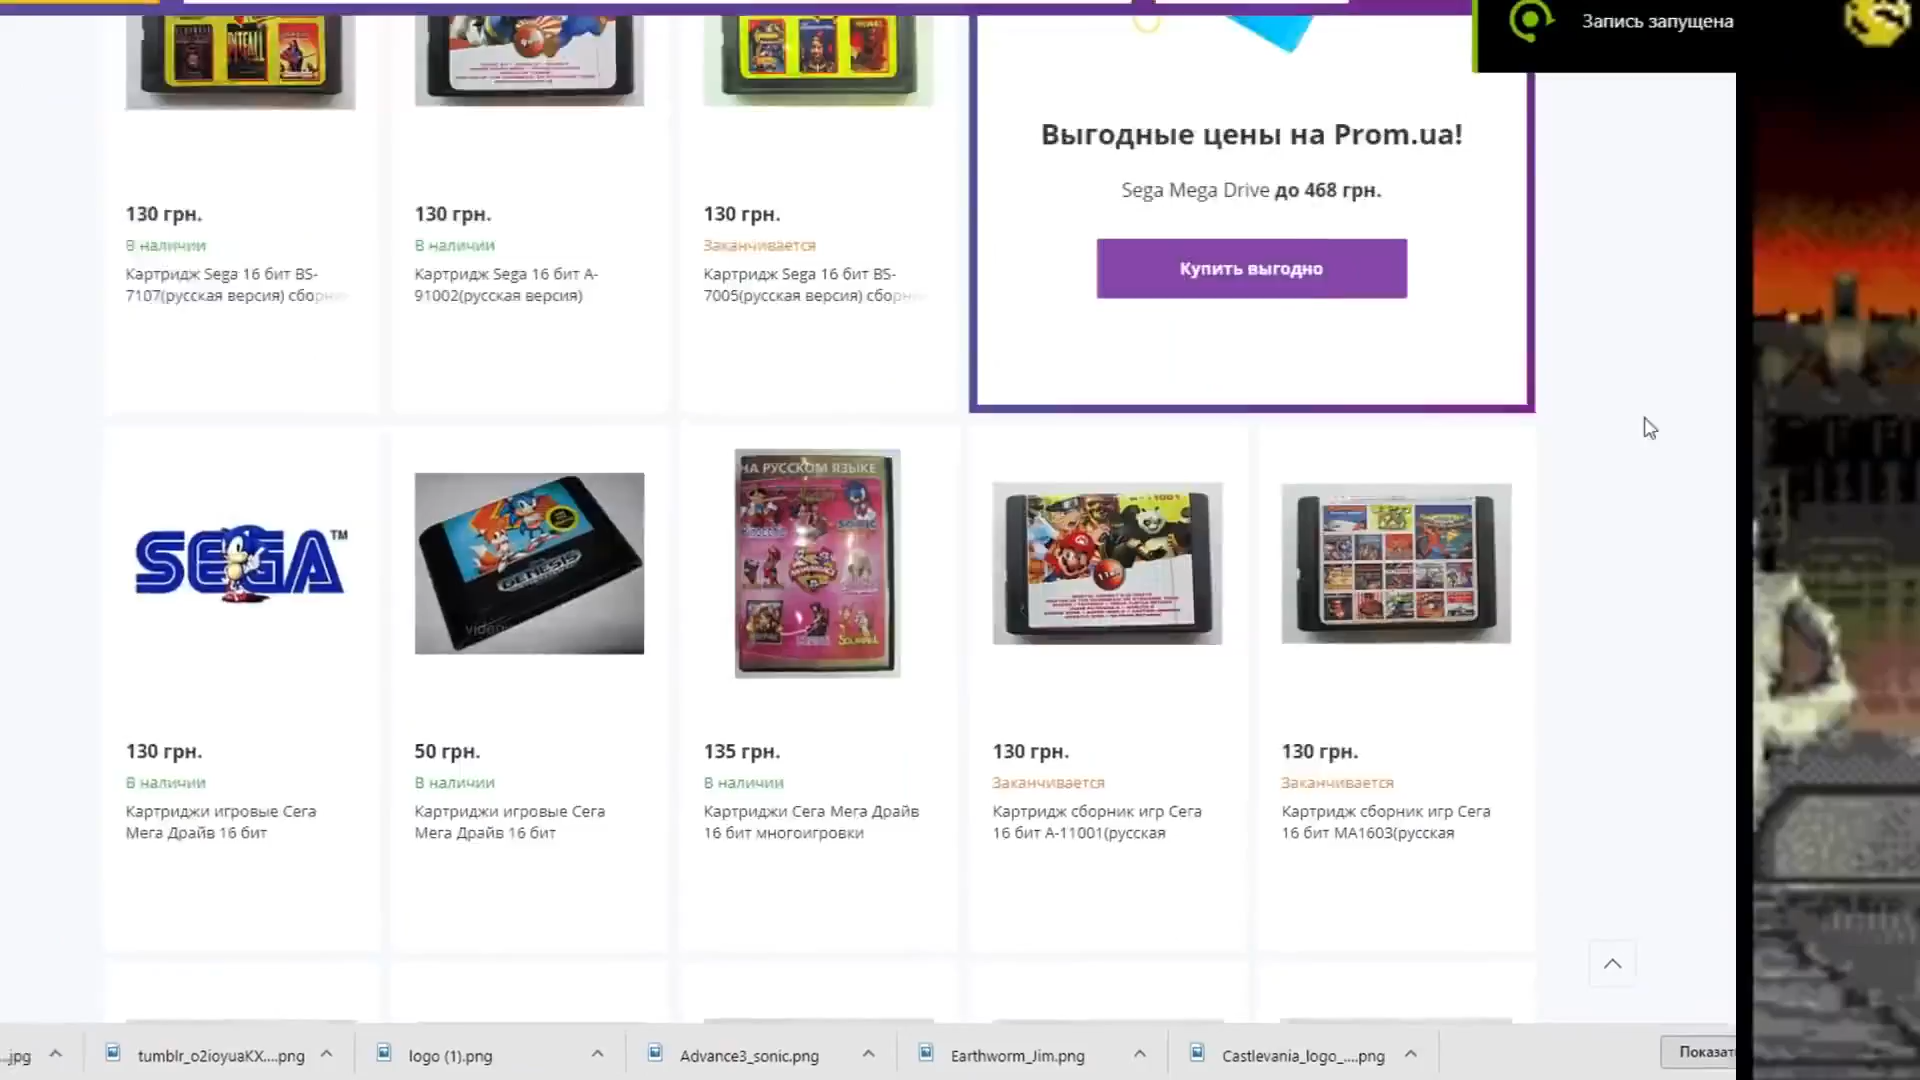 Запись запущена
PITFALL
Выгодные цены на Prom.ua!
Sega Mega Drive до 468 грн.
Купить выгодно
130 грн.
В наличии
Картридж Sega 16 бит BS-
7107(русская версия) сборник
130 грн.
В наличии
Картридж Sega 16 бит A-
91002(русская версия)
130 грн.
Заканчивается
Картридж Sega 16 бит BS-
7005(русская версия) сборник
SEGA™
GENESIS
НА РУССКОМ ЯЗЫКЕ
130 грн.
В наличии
Картриджи игровые Сега
Мега Драйв 16 бит
50 грн.
В наличии
Картриджи игровые Сега
Мега Драйв 16 бит
135 грн.
В наличии
Картриджи Сега Мега Драйв
16 бит многоигровки
130 грн.
Заканчивается
Картридж сборник игр Сега
16 бит A-11001(русская
130 грн.
Заканчивается
Картридж сборник игр Сега
16 бит MA1603(русская
...jpg
tumblr_o2ioyuaKX....png
logo (1).png
Advance3_sonic.png
Earthworm_Jim.png
Castlevania_logo_....png
Показат